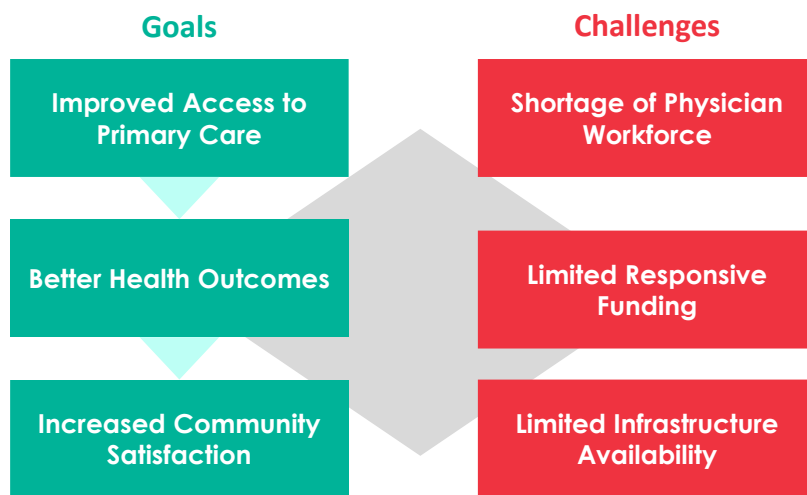 Goals
Improved Access to
Primary Care
Better Health Outcomes
Increased Community
Satisfaction
Challenges
Shortage of Physician
Workforce
Limited Responsive
Funding
Limited Infrastructure
Availability